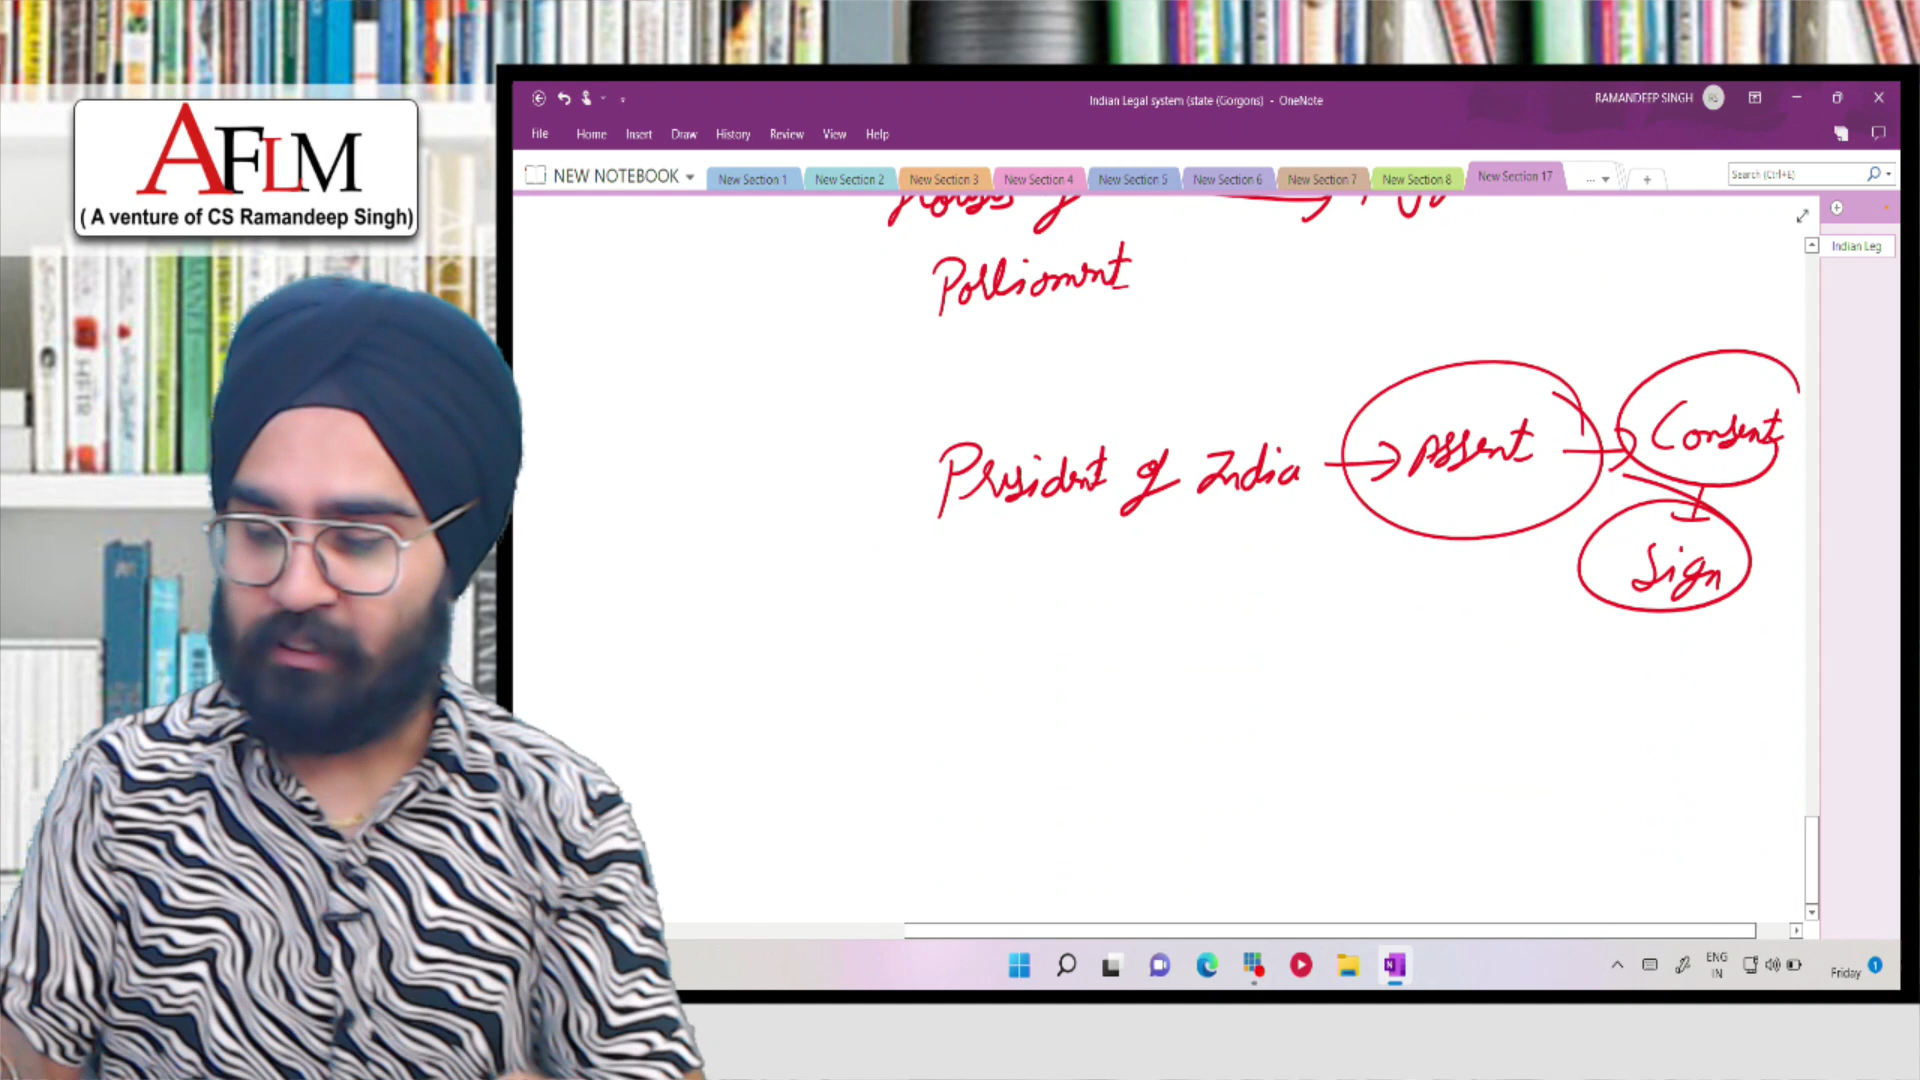 AFLM
( A venture of CS Ramandeep Singh)
Indian Legal system (state (Gorgons) - OneNote
RAMANDEEP SINGH
RS
File Home Insert Draw History Review View Help
NEW NOTEBOOK
New Section 1 New Section 2 New Section 3 New Section 4 New Section 5 New Section 6 New Section 7 New Section 8 New Section 17 ...
Search (Ctrl+E)
Indian Leg
Parliament
President of India → Assent → Consent
Sign
ENG
IN
Friday
1